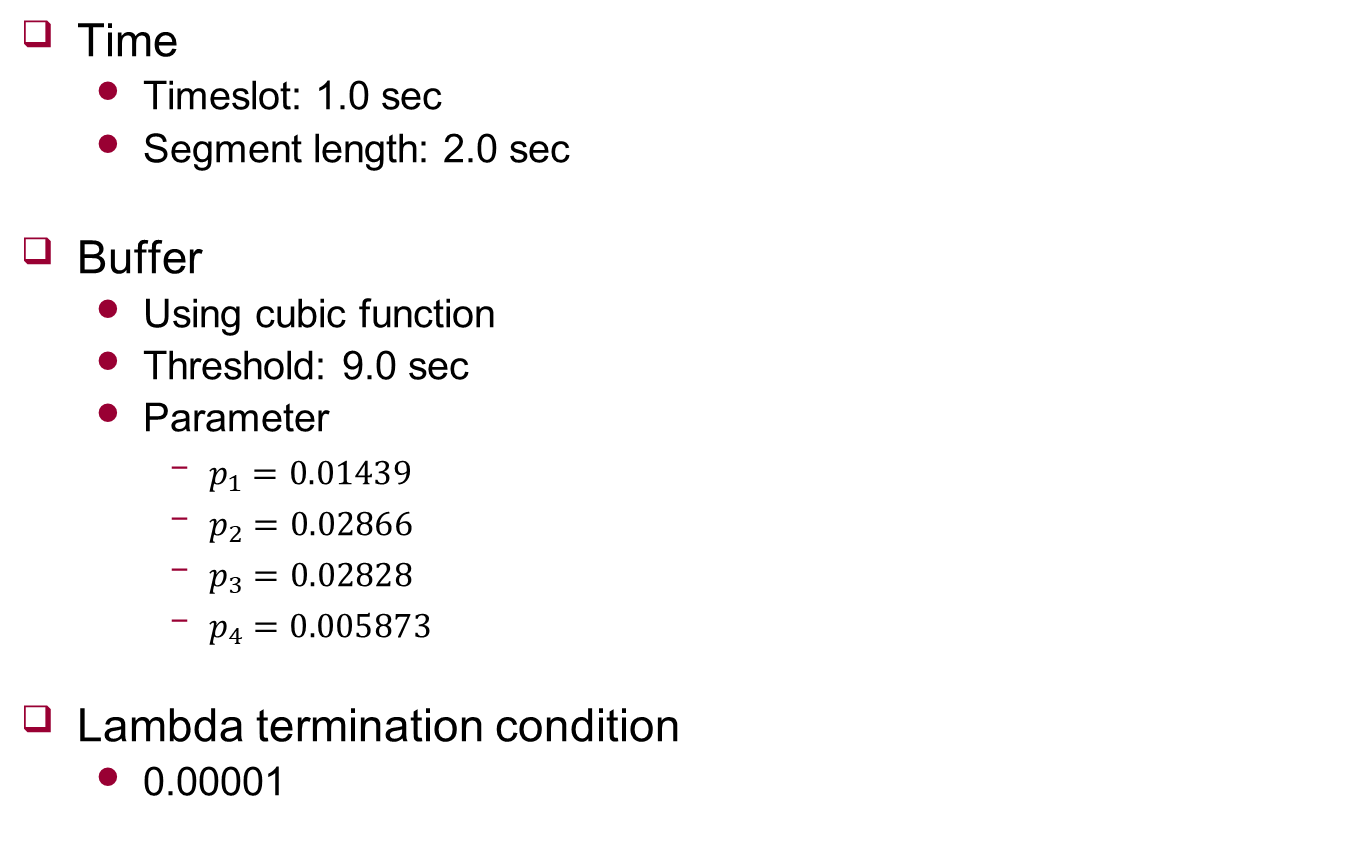 ❑ Time
● Timeslot: 1.0 sec
● Segment length: 2.0 sec
❑ Buffer
● Using cubic function
● Threshold: 9.0 sec
● Parameter
– p₁ = 0.01439
– p₂ = 0.02866
– p₃ = 0.02828
– p₄ = 0.005873
❑ Lambda termination condition
● 0.00001